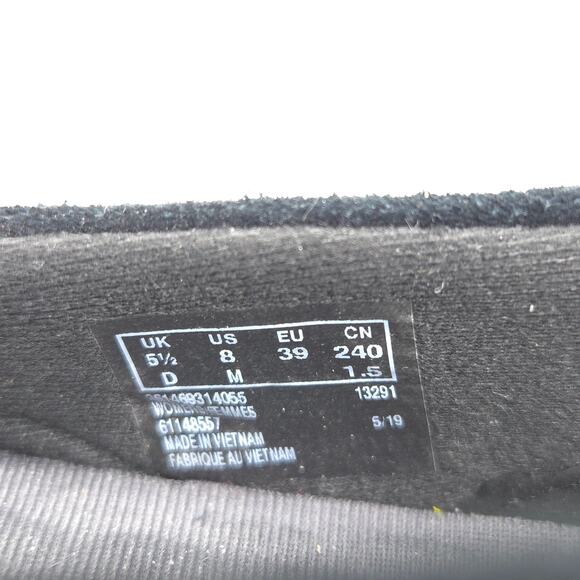 UK US EU CN
5½ 8 39 240
D M 1.5
13291
WOMENS/FEMMES
61148557 5/19
MADE IN VIETNAM
FABRIQUE AU VIETNAM